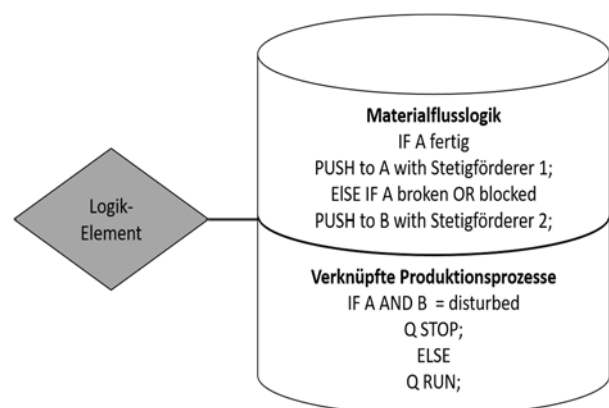 Logik-
Element
Materialflusslogik
IF A fertig
PUSH to A with Stetigförderer 1;
ElSE IF A broken OR blocked
PUSH to B with Stetigförderer 2;
Verknüpfte Produktionsprozesse
IF A AND B = disturbed
Q STOP;
ELSE
Q RUN;